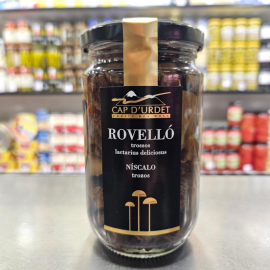 CAP D'URDET
ROVELLÓ
trossos
lactarius deliciosus
NÍSCALO
trozos